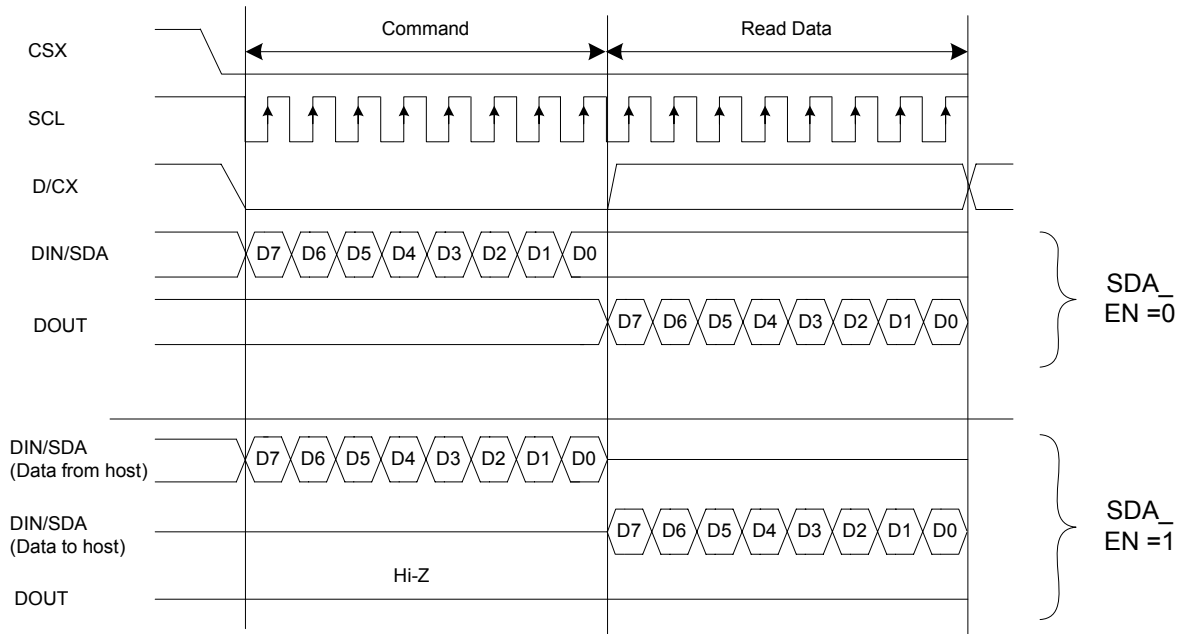 Command
Read Data
CSX
SCL
D/CX
DIN/SDA
D7 D6 D5 D4 D3 D2 D1 D0
DOUT
D7 D6 D5 D4 D3 D2 D1 D0
SDA_
EN =0
DIN/SDA
(Data from host)
D7 D6 D5 D4 D3 D2 D1 D0
DIN/SDA
(Data to host)
D7 D6 D5 D4 D3 D2 D1 D0
SDA_
EN =1
Hi-Z
DOUT